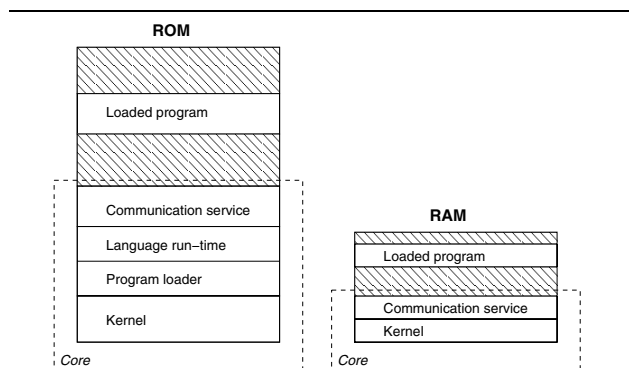 ROM
Loaded program
Communication service
Language run−time
Program loader
Kernel
Core
RAM
Loaded program
Communication service
Kernel
Core